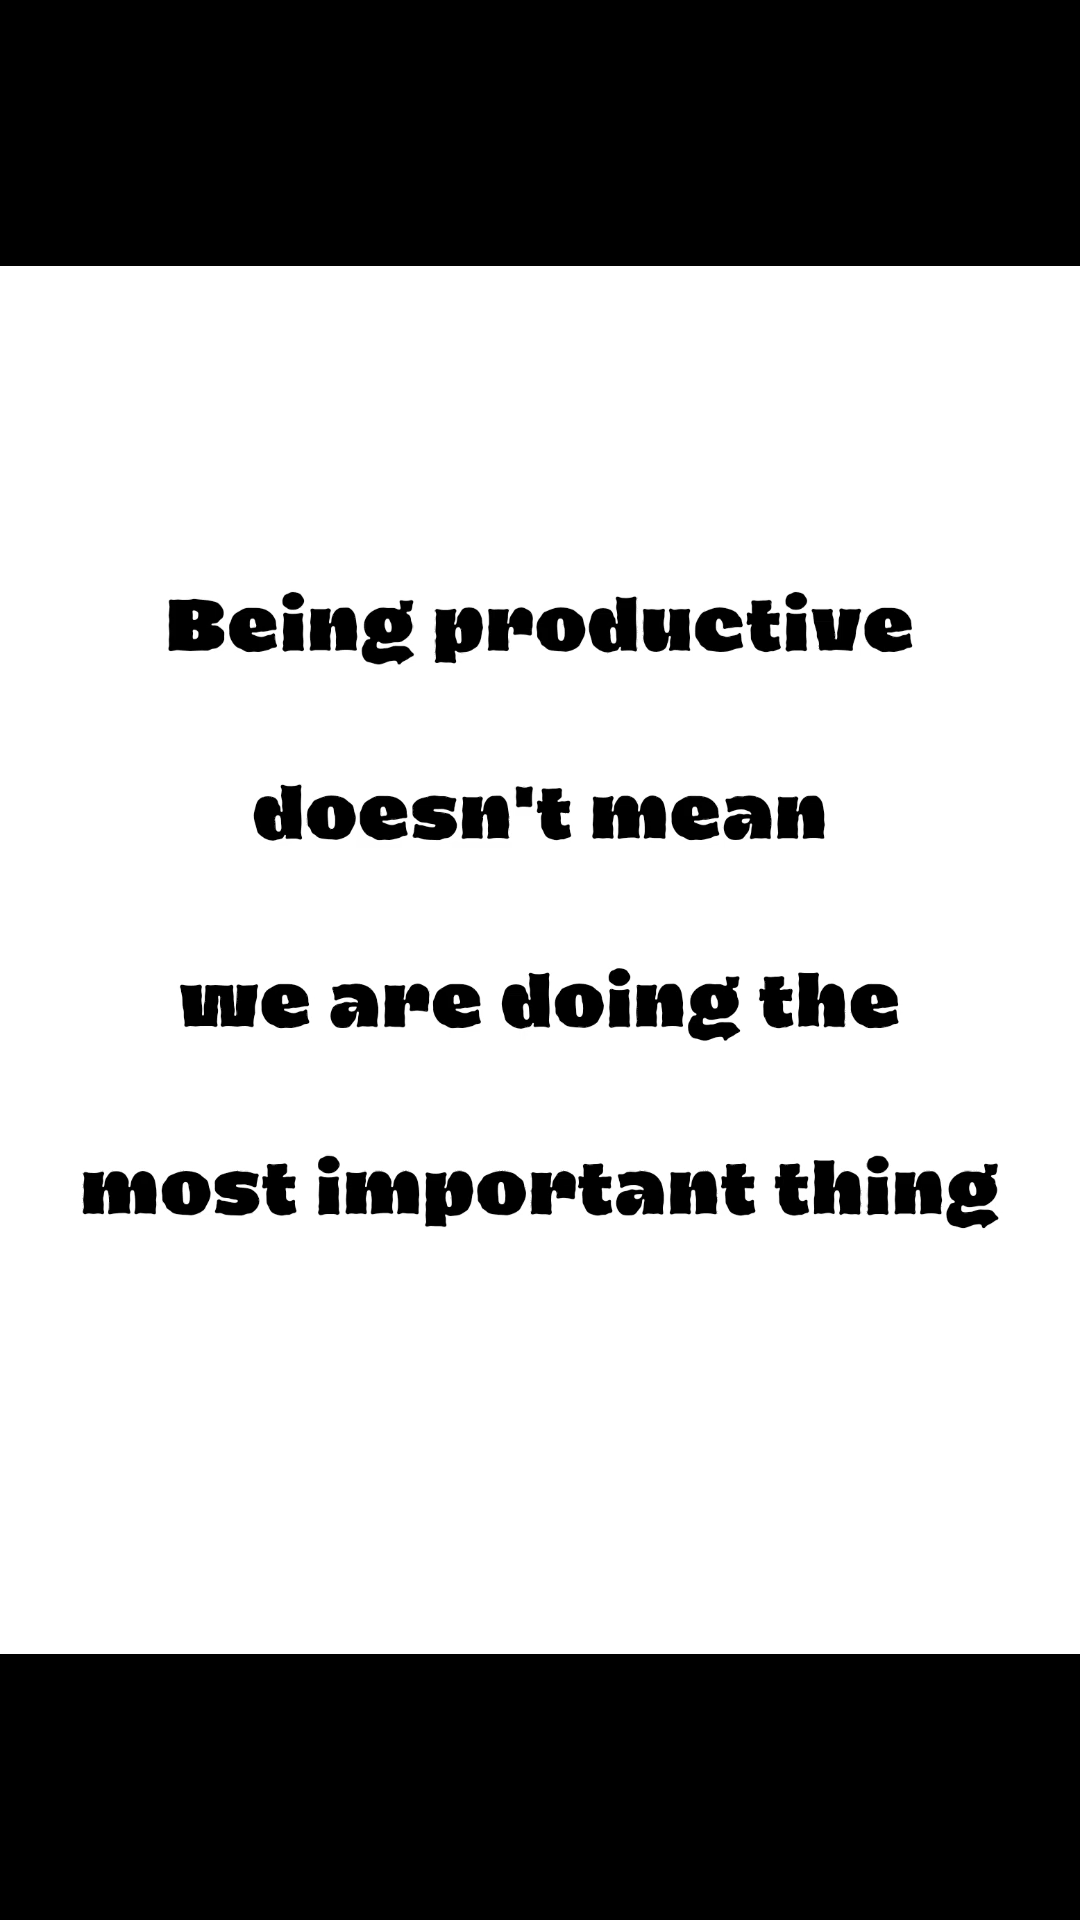 Being productive
doesn't mean
we are doing the
most important thing